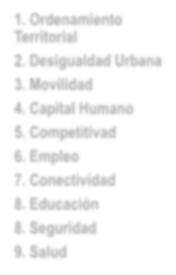 1. Ordenamiento
Territorial
2. Desigualdad Urbana
3. Movilidad
4. Capital Humano
5. Competitivad
6. Empleo
7. Conectividad
8. Educación
8. Seguridad
9. Salud